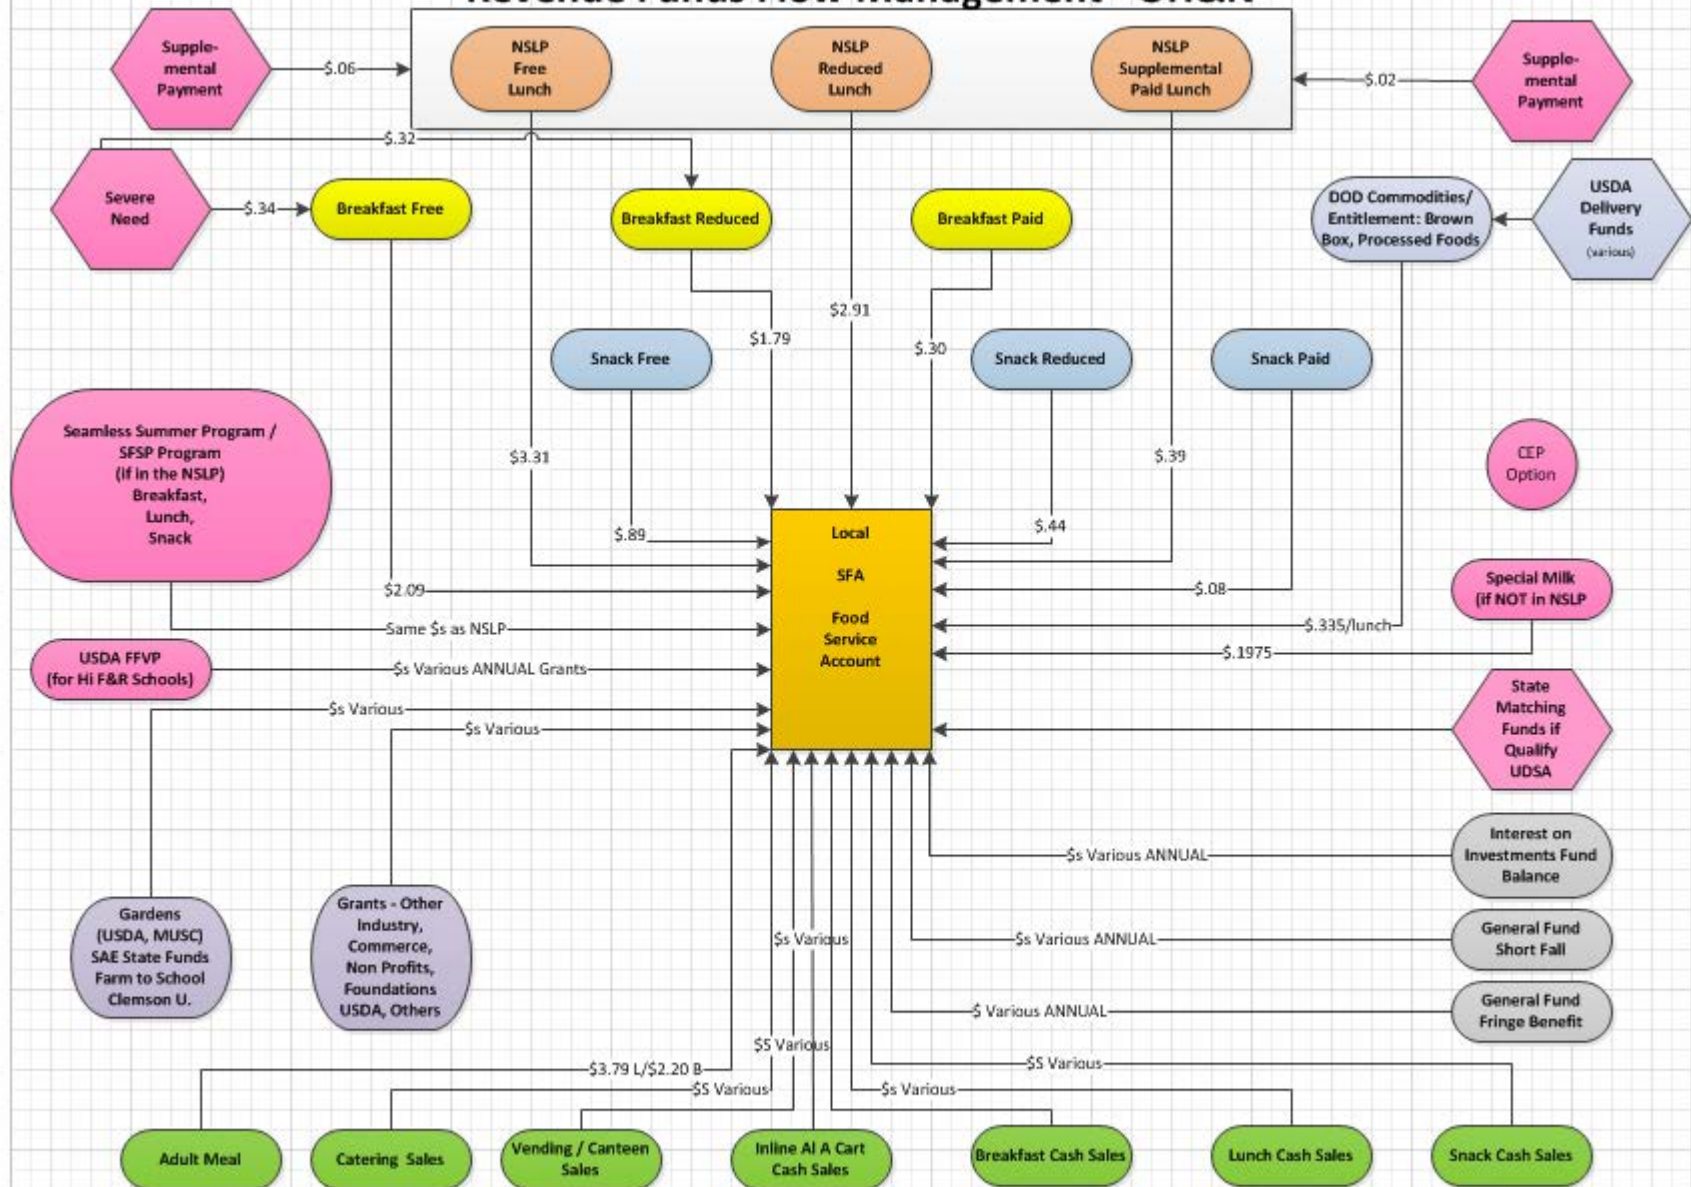 Revenue Funds Flow Management - OH&N
Supple-
mental
Payment
$.06
NSLP
Free
Lunch
NSLP
Reduced
Lunch
NSLP
Supplemental
Paid Lunch
$.02
Supple-
mental
Payment
$.32
Severe
Need
$.34
Breakfast Free
Breakfast Reduced
Breakfast Paid
DOD Commodities/
Entitlement: Brown
Box, Processed Foods
USDA
Delivery
Funds
(various)
$2.91
$1.79
$.30
Snack Free
Snack Reduced
Snack Paid
Seamless Summer Program /
SFSP Program
(if in the NSLP)
Breakfast,
Lunch,
Snack
$3.31
$.39
CEP
Option
$.89
$.44
Local
SFA
Food
Service
Account
$2.09
$.08
Special Milk
(if NOT in NSLP
Same $s as NSLP
$.335/lunch
$.1975
USDA FFVP
(for Hi F&R Schools)
$s Various ANNUAL Grants
$s Various
$s Various
State
Matching
Funds if
Qualify
UDSA
Interest on
Investments Fund
Balance
$s Various ANNUAL
Gardens
(USDA, MUSC)
SAE State Funds
Farm to School
Clemson U.
Grants - Other
Industry,
Commerce,
Non Profits,
Foundations
USDA, Others
$s Various
$s Various ANNUAL
General Fund
Short Fall
$ Various ANNUAL
General Fund
Fringe Benefit
$S Various
$3.79 L/$2.20 B
$S Various
$S Various
$s Various
Adult Meal
Catering Sales
Vending / Canteen
Sales
Inline Al A Cart
Cash Sales
Breakfast Cash Sales
Lunch Cash Sales
Snack Cash Sales